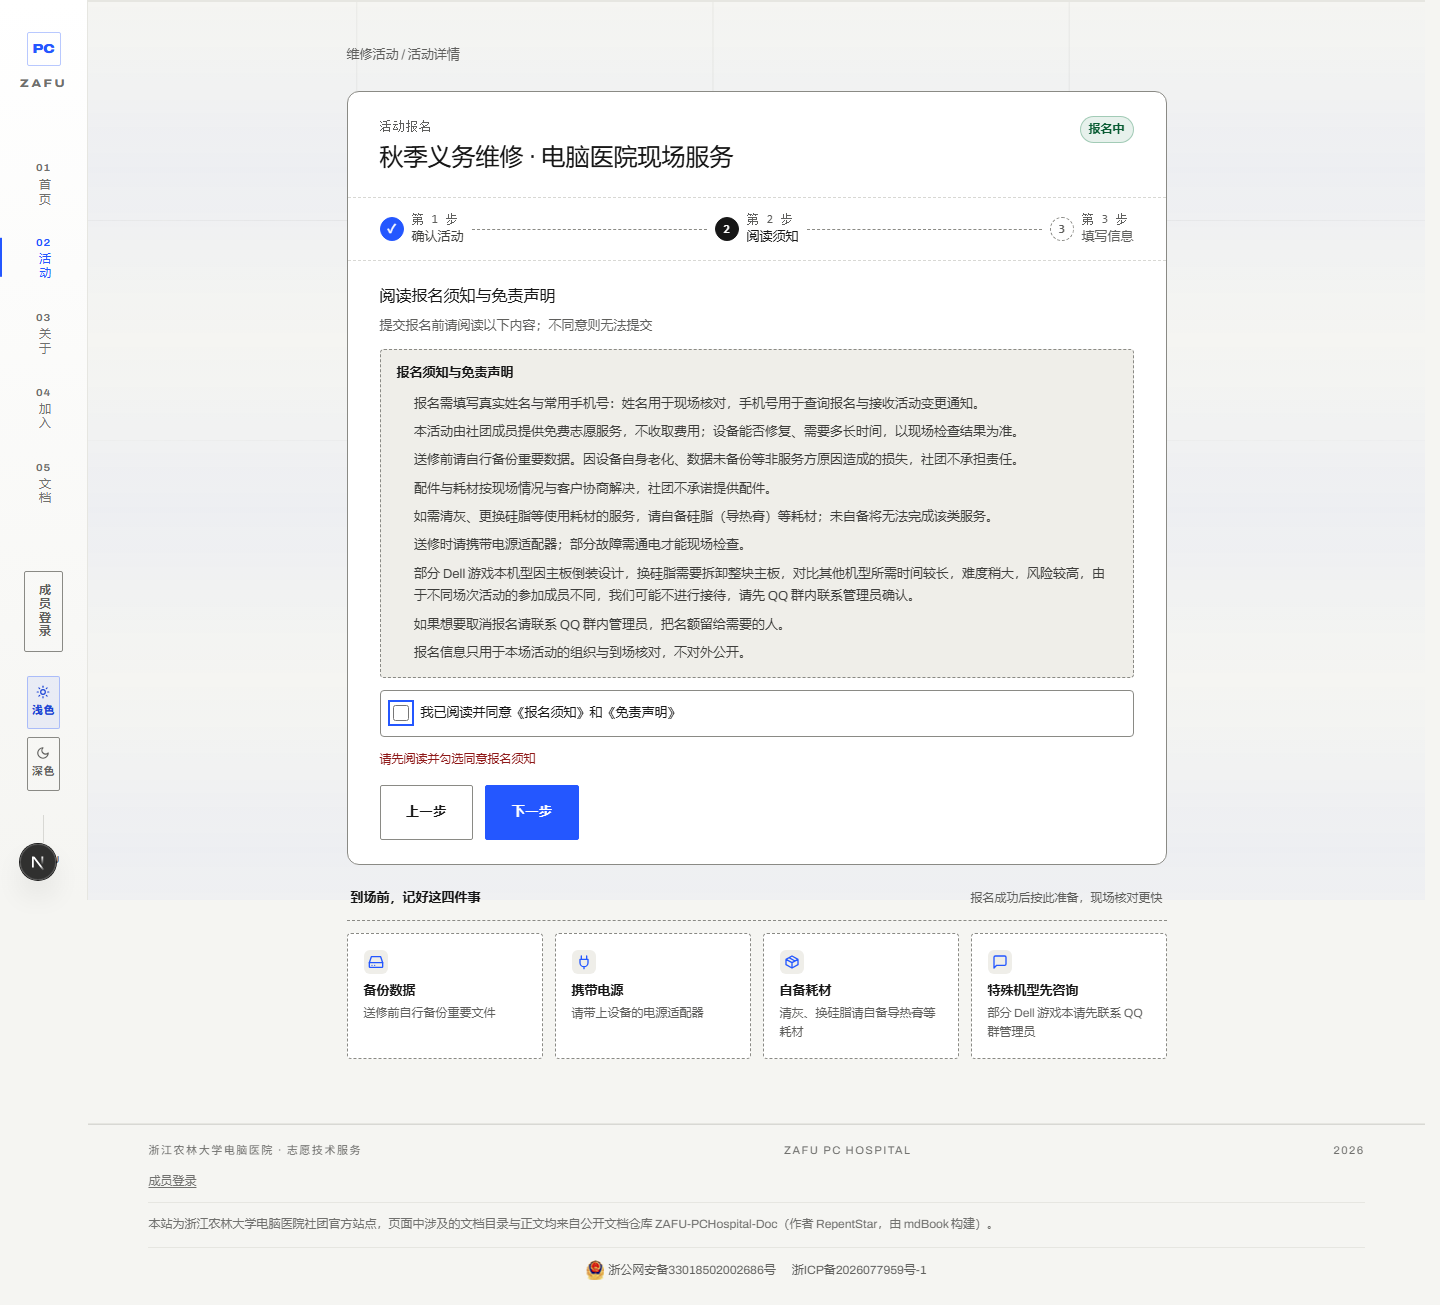 PC
ZAFU
01
首页
02
活动
03
关于
04
加入
05
文档
成员登录
浅色
深色
N
维修活动 / 活动详情
活动报名
报名中
秋季义务维修 · 电脑医院现场服务
第 1 步
确认活动
2
第 2 步
阅读须知
3
第 3 步
填写信息
阅读报名须知与免责声明
提交报名前请阅读以下内容；不同意则无法提交
报名须知与免责声明
报名需填写真实姓名与常用手机号：姓名用于现场核对，手机号用于查询报名与接收活动变更通知。
本活动由社团成员提供免费志愿服务，不收取费用；设备能否修复、需要多长时间，以现场检查结果为准。
送修前请自行备份重要数据。因设备自身老化、数据未备份等非服务方原因造成的损失，社团不承担责任。
配件与耗材按现场情况与客户协商解决，社团不承诺提供配件。
如需清灰、更换硅脂等使用耗材的服务，请自备硅脂（导热膏）等耗材；未自备将无法完成该类服务。
送修时请携带电源适配器；部分故障需通电才能现场检查。
部分 Dell 游戏本机型因主板倒装设计，换硅脂需要拆卸整块主板，对比其他机型所需时间较长，难度稍大，风险较高，由
于不同场次活动的参加成员不同，我们可能不进行接待，请先 QQ 群内联系管理员确认。
如果想要取消报名请联系 QQ 群内管理员，把名额留给需要的人。
报名信息只用于本场活动的组织与到场核对，不对外公开。
我已阅读并同意《报名须知》和《免责声明》
请先阅读并勾选同意报名须知
上一步
下一步
到场前，记好这四件事
报名成功后按此准备，现场核对更快
备份数据
送修前自行备份重要文件
携带电源
请带上设备的电源适配器
自备耗材
清灰、换硅脂请自备导热膏等
耗材
特殊机型先咨询
部分 Dell 游戏本请先联系 QQ
群管理员
浙江农林大学电脑医院 · 志愿技术服务
ZAFU PC HOSPITAL
2026
成员登录
本站为浙江农林大学电脑医院社团官方站点，页面中涉及的文档目录与正文均来自公开文档仓库 ZAFU-PCHospital-Doc（作者 RepentStar，由 mdBook 构建）。
浙公网安备33018502002686号
浙ICP备2026077959号-1